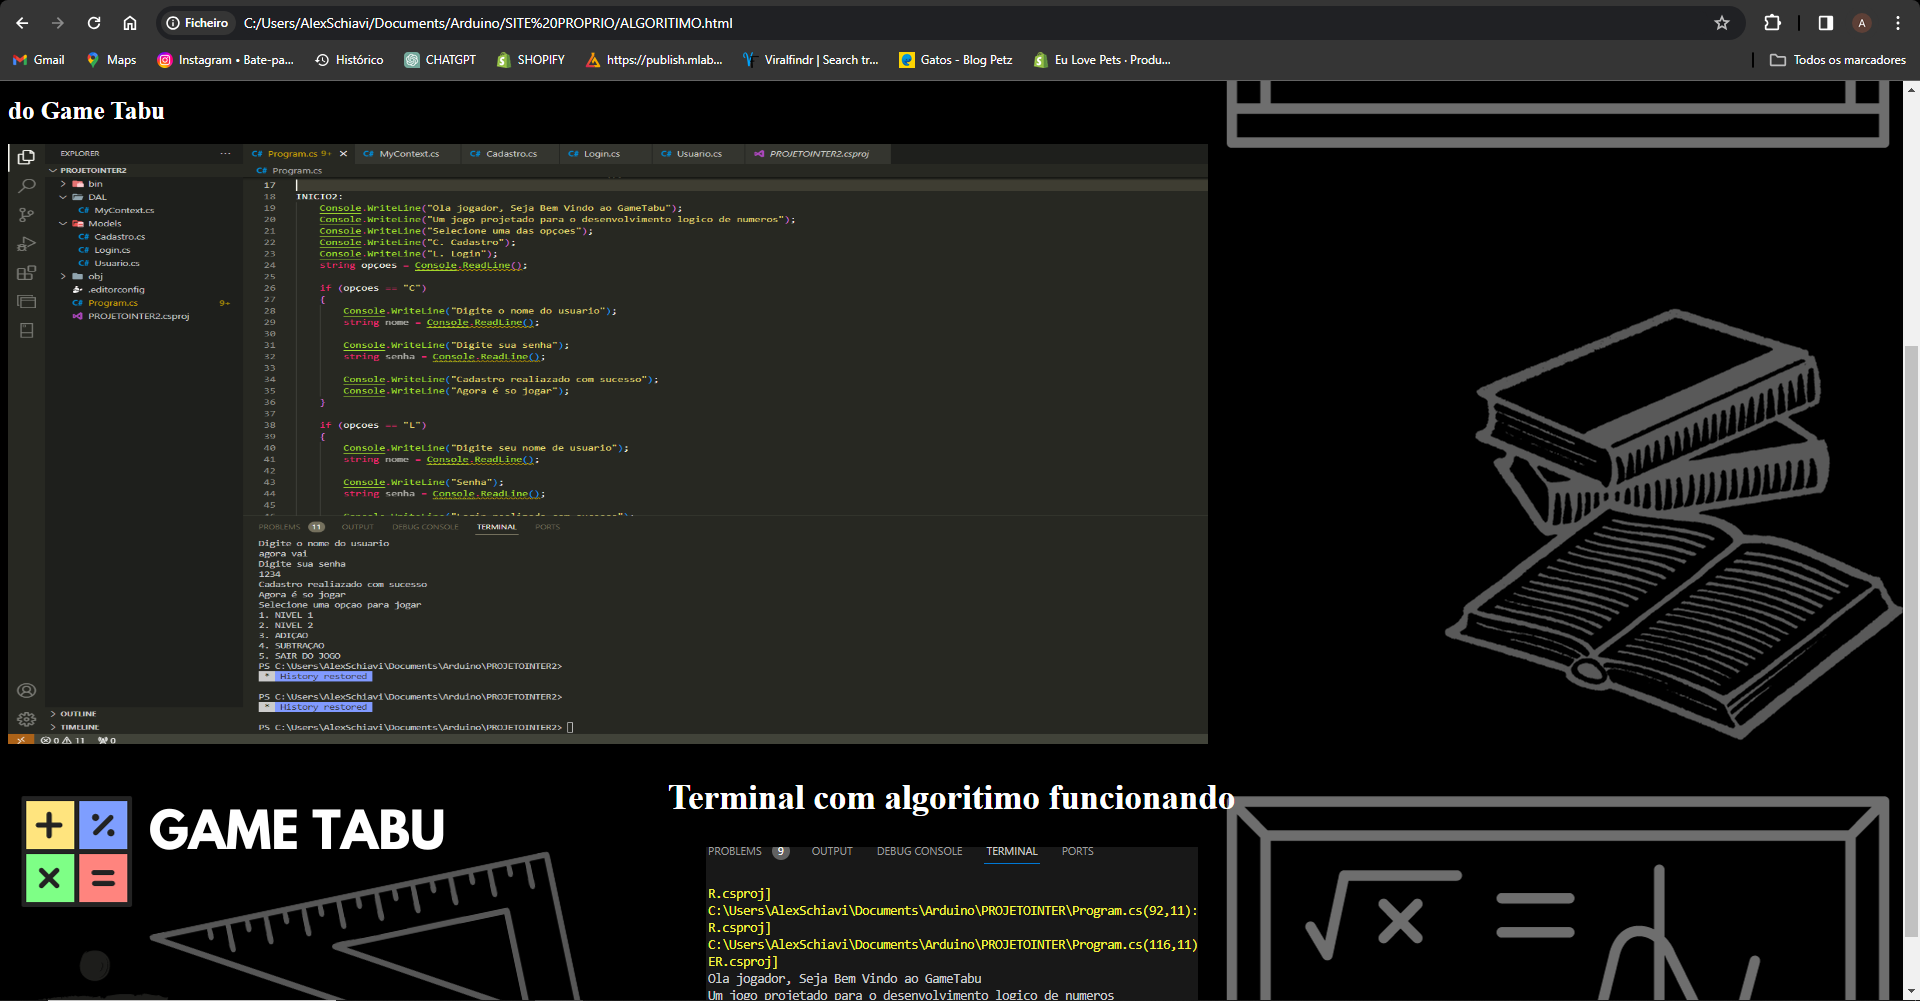 Ficheiro C:/Users/AlexSchiavi/Documents/Arduino/SITE%20PROPRIO/ALGORITIMO.html A
Gmail Maps Instagram • Bate-pa... Histórico CHATGPT SHOPIFY https://publish.mlab... Viralfindr | Search tr... Gatos - Blog Petz Eu Love Pets · Produ... Todos os marcadores
do Game Tabu
EXPLORER ...
PROJETOINTER2
bin
DAL
C# MyContext.cs
Models
C# Cadastro.cs
C# Login.cs
C# Usuario.cs
obj
.editorconfig
C# Program.cs 9+
PROJETOINTER2.csproj
OUTLINE
TIMELINE
C# Program.cs 9+ C# MyContext.cs C# Cadastro.cs C# Login.cs C# Usuario.cs PROJETOINTER2.csproj
C# Program.cs
17
18 INICIO2:
19 Console.WriteLine("Ola jogador, Seja Bem Vindo ao GameTabu");
20 Console.WriteLine("Um jogo projetado para o desenvolvimento logico de numeros");
21 Console.WriteLine("Selecione uma das opçoes");
22 Console.WriteLine("C. Cadastro");
23 Console.WriteLine("L. Login");
24 string opçoes = Console.ReadLine();
25
26 if (opçoes == "C")
27 {
28 Console.WriteLine("Digite o nome do usuario");
29 string nome = Console.ReadLine();
30
31 Console.WriteLine("Digite sua senha");
32 string senha = Console.ReadLine();
33
34 Console.WriteLine("Cadastro realiazado com sucesso");
35 Console.WriteLine("Agora é so jogar");
36 }
37
38 if (opçoes == "L")
39 {
40 Console.WriteLine("Digite seu nome de usuario");
41 string nome = Console.ReadLine();
42
43 Console.WriteLine("Senha");
44 string senha = Console.ReadLine();
45
PROBLEMS 11 OUTPUT DEBUG CONSOLE TERMINAL PORTS
Digite o nome do usuario
agora vai
Digite sua senha
1234
Cadastro realiazado com sucesso
Agora é so jogar
Selecione uma opçao para jogar
1. NIVEL 1
2. NIVEL 2
3. ADIÇAO
4. SUBTRAÇAO
5. SAIR DO JOGO
PS C:\Users\AlexSchiavi\Documents\Arduino\PROJETOINTER2>
* History restored
PS C:\Users\AlexSchiavi\Documents\Arduino\PROJETOINTER2>
* History restored
PS C:\Users\AlexSchiavi\Documents\Arduino\PROJETOINTER2>
0 11 0
Terminal com algoritimo funcionando
+ %
× =
GAME TABU
PROBLEMS 9 OUTPUT DEBUG CONSOLE TERMINAL PORTS
R.csproj]
C:\Users\AlexSchiavi\Documents\Arduino\PROJETOINTER\Program.cs(92,11):
R.csproj]
C:\Users\AlexSchiavi\Documents\Arduino\PROJETOINTER\Program.cs(116,11)
ER.csproj]
Ola jogador, Seja Bem Vindo ao GameTabu
Um jogo projetado para o desenvolvimento logico de numeros
√x =